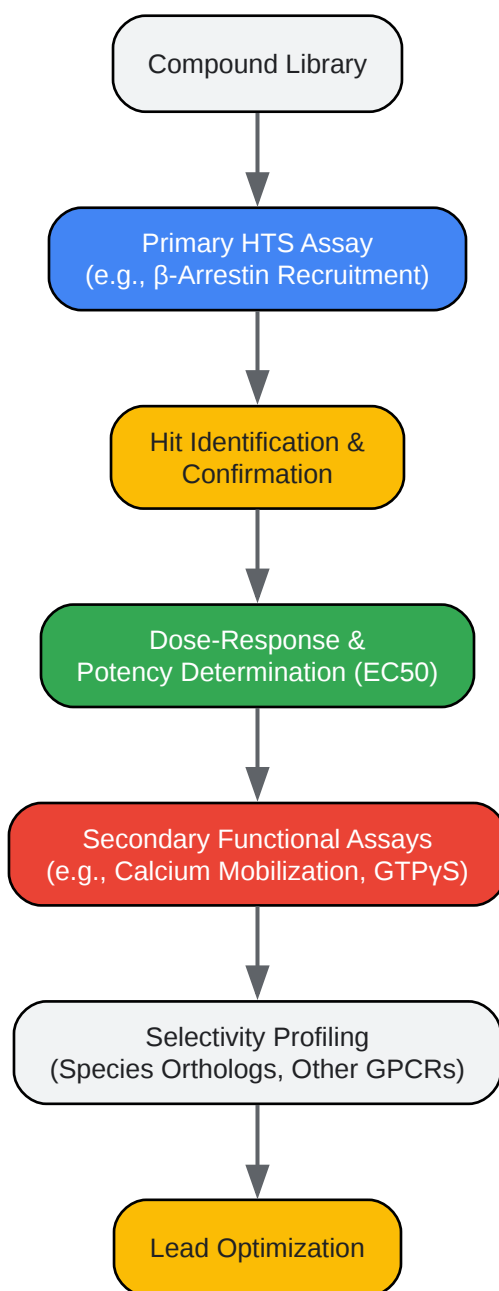 Compound Library
Primary HTS Assay
(e.g., β-Arrestin Recruitment)
Hit Identification &
Confirmation
Dose-Response &
Potency Determination (EC50)
Secondary Functional Assays
(e.g., Calcium Mobilization, GTPγS)
Selectivity Profiling
(Species Orthologs, Other GPCRs)
Lead Optimization